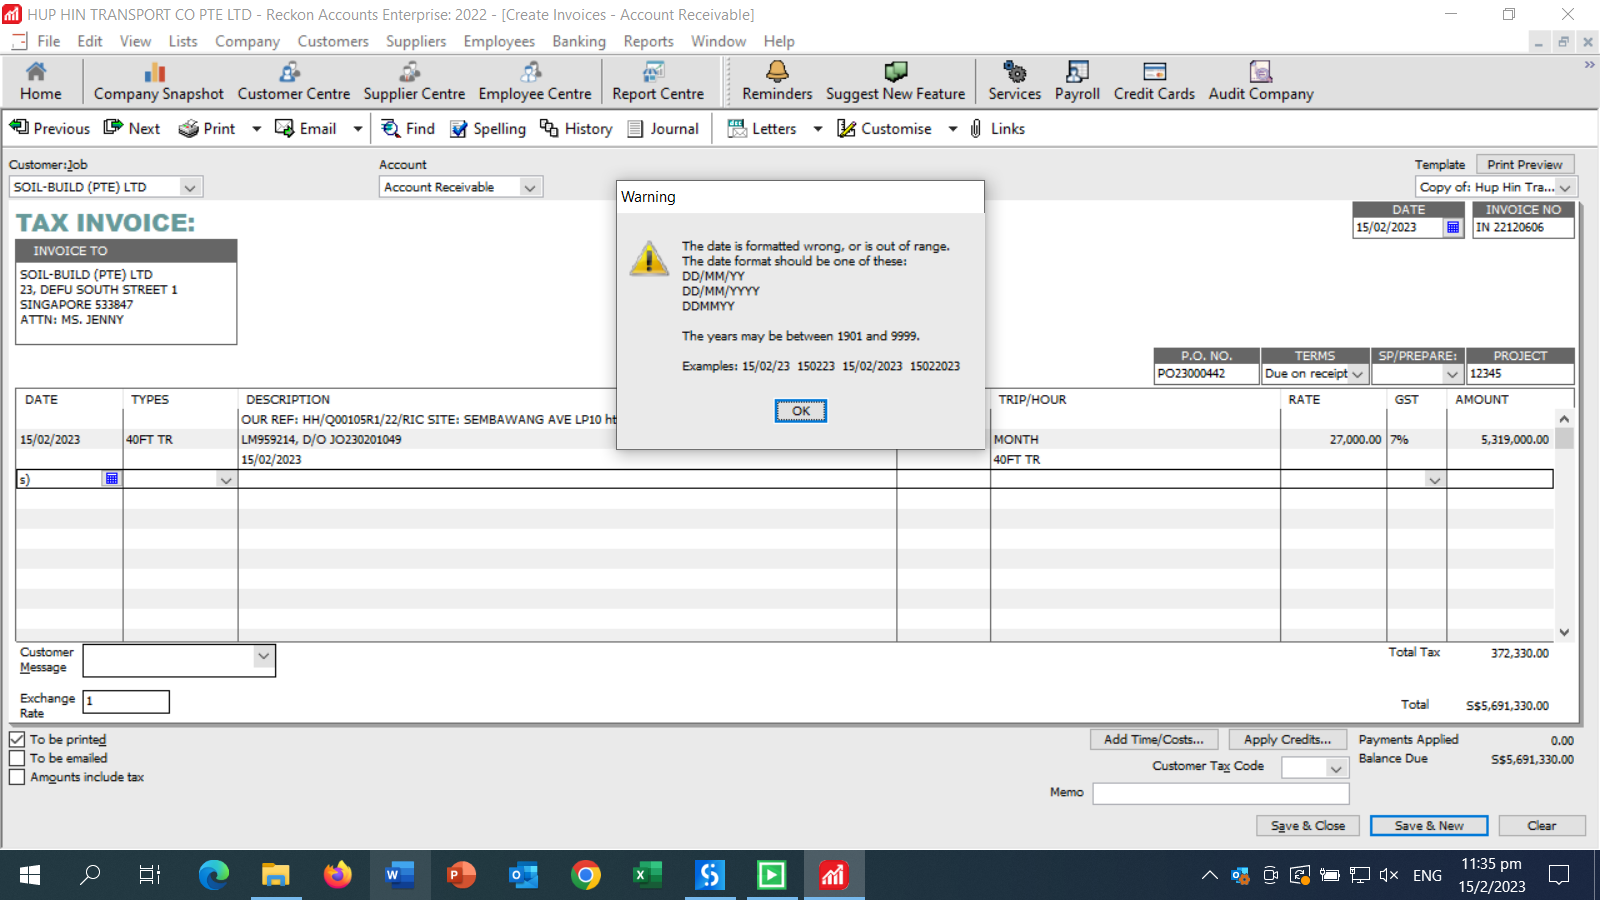 HUP HIN TRANSPORT CO PTE LTD - Reckon Accounts Enterprise: 2022 - [Create Invoices - Account Receivable]
File Edit View Lists Company Customers Suppliers Employees Banking Reports Window Help
Home Company Snapshot Customer Centre Supplier Centre Employee Centre Report Centre Reminders Suggest New Feature Services Payroll Credit Cards Audit Company
Previous Next Print Email Find Spelling History Journal Letters Customise Links
Customer:Job Account Template Print Preview
SOIL-BUILD (PTE) LTD Account Receivable Copy of: Hup Hin Tra...
Warning
The date is formatted wrong, or is out of range.
The date format should be one of these:
DD/MM/YY
DD/MM/YYYY
DDMMYY
The years may be between 1901 and 9999.
Examples: 15/02/23 150223 15/02/2023 15022023
OK
TAX INVOICE:
DATE INVOICE NO
15/02/2023 IN 22120606
INVOICE TO
SOIL-BUILD (PTE) LTD
23, DEFU SOUTH STREET 1
SINGAPORE 533847
ATTN: MS. JENNY
P.O. NO. TERMS SP/PREPARE: PROJECT
PO23000442 Due on receipt 12345
DATE TYPES DESCRIPTION TRIP/HOUR RATE GST AMOUNT
OUR REF: HH/Q00105R1/22/RIC SITE: SEMBAWANG AVE LP10 ht
15/02/2023 40FT TR LM959214, D/O JO230201049 MONTH 27,000.00 7% 5,319,000.00
15/02/2023 40FT TR
s)
Customer Message
Total Tax 372,330.00
Exchange Rate 1
Total S$5,691,330.00
To be printed
To be emailed
Amounts include tax
Add Time/Costs... Apply Credits... Payments Applied 0.00
Customer Tax Code Balance Due S$5,691,330.00
Memo
Save & Close Save & New Clear
ENG 11:35 pm
15/2/2023